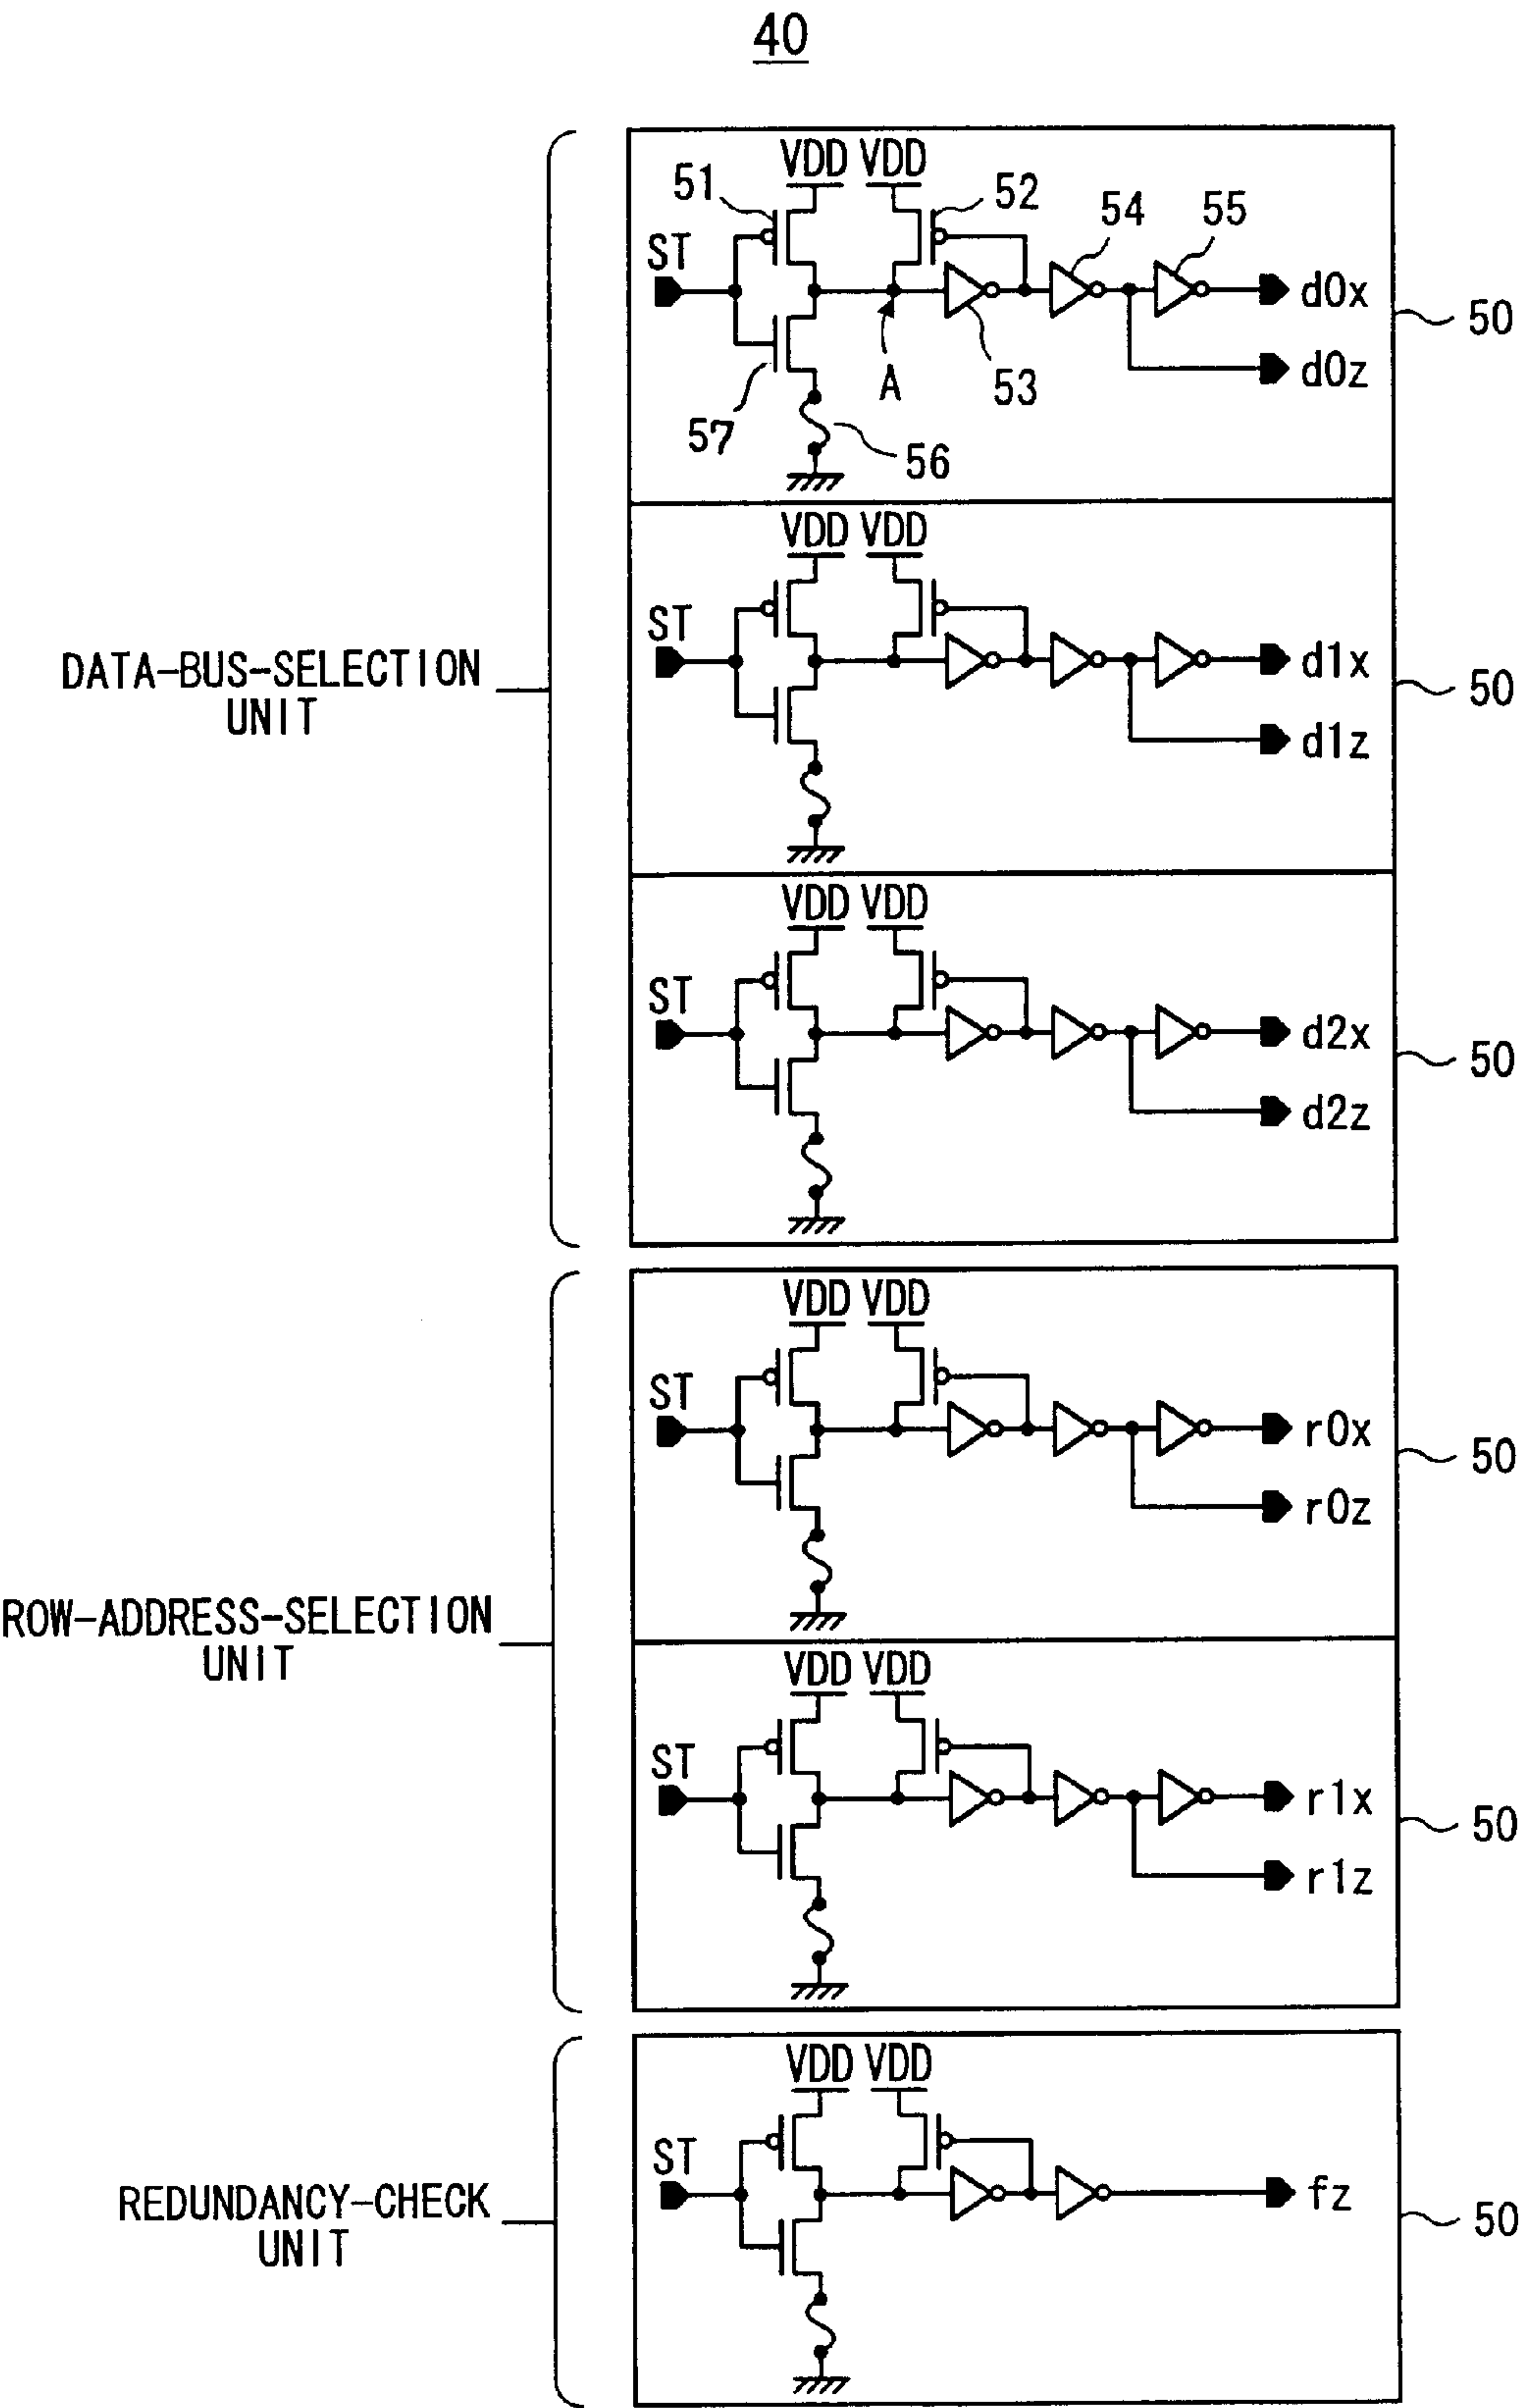 40
VDD VDD
51
52
54
55
ST
d0x
50
A
53
d0z
57
56
VDD VDD
ST
d1x
DATA-BUS-SELECTION
UNIT
50
d1z
VDD VDD
ST
d2x
50
d2z
VDD VDD
ST
r0x
50
r0z
ROW-ADDRESS-SELECTION
UNIT
VDD VDD
ST
r1x
50
r1z
VDD VDD
ST
fz
REDUNDANCY-CHECK
UNIT
50